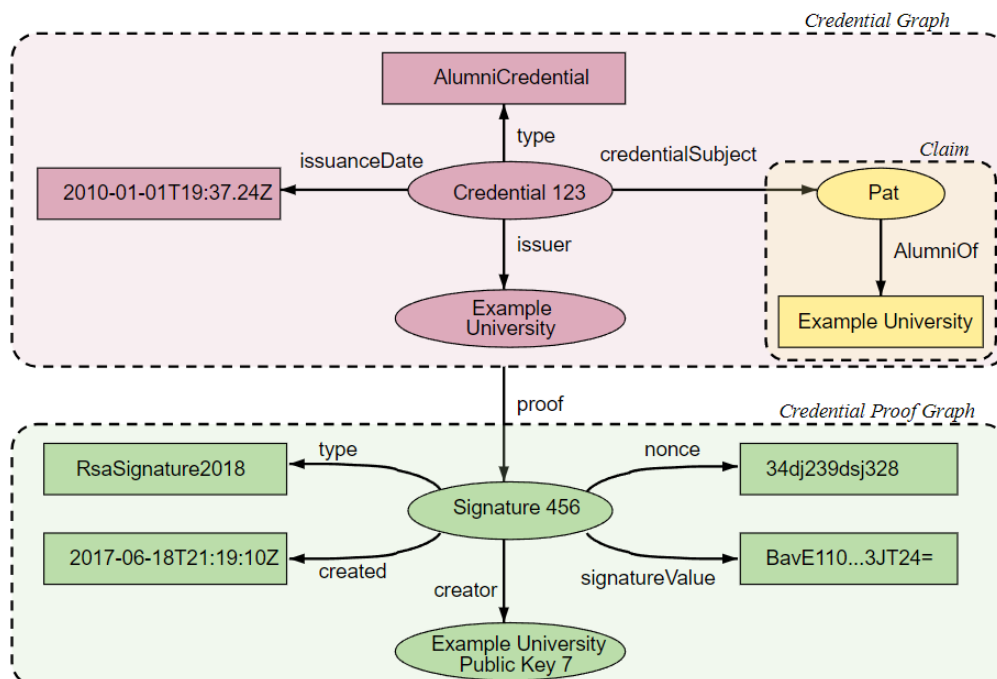 Credential Graph
AlumniCredential
type
issuanceDate
credentialSubject
Claim
2010-01-01T19:37.24Z
Credential 123
Pat
issuer
AlumniOf
Example
University
Example University
proof
Credential Proof Graph
type
nonce
RsaSignature2018
34dj239dsj328
Signature 456
2017-06-18T21:19:10Z
created
signatureValue
BavE110...3JT24=
creator
Example University
Public Key 7